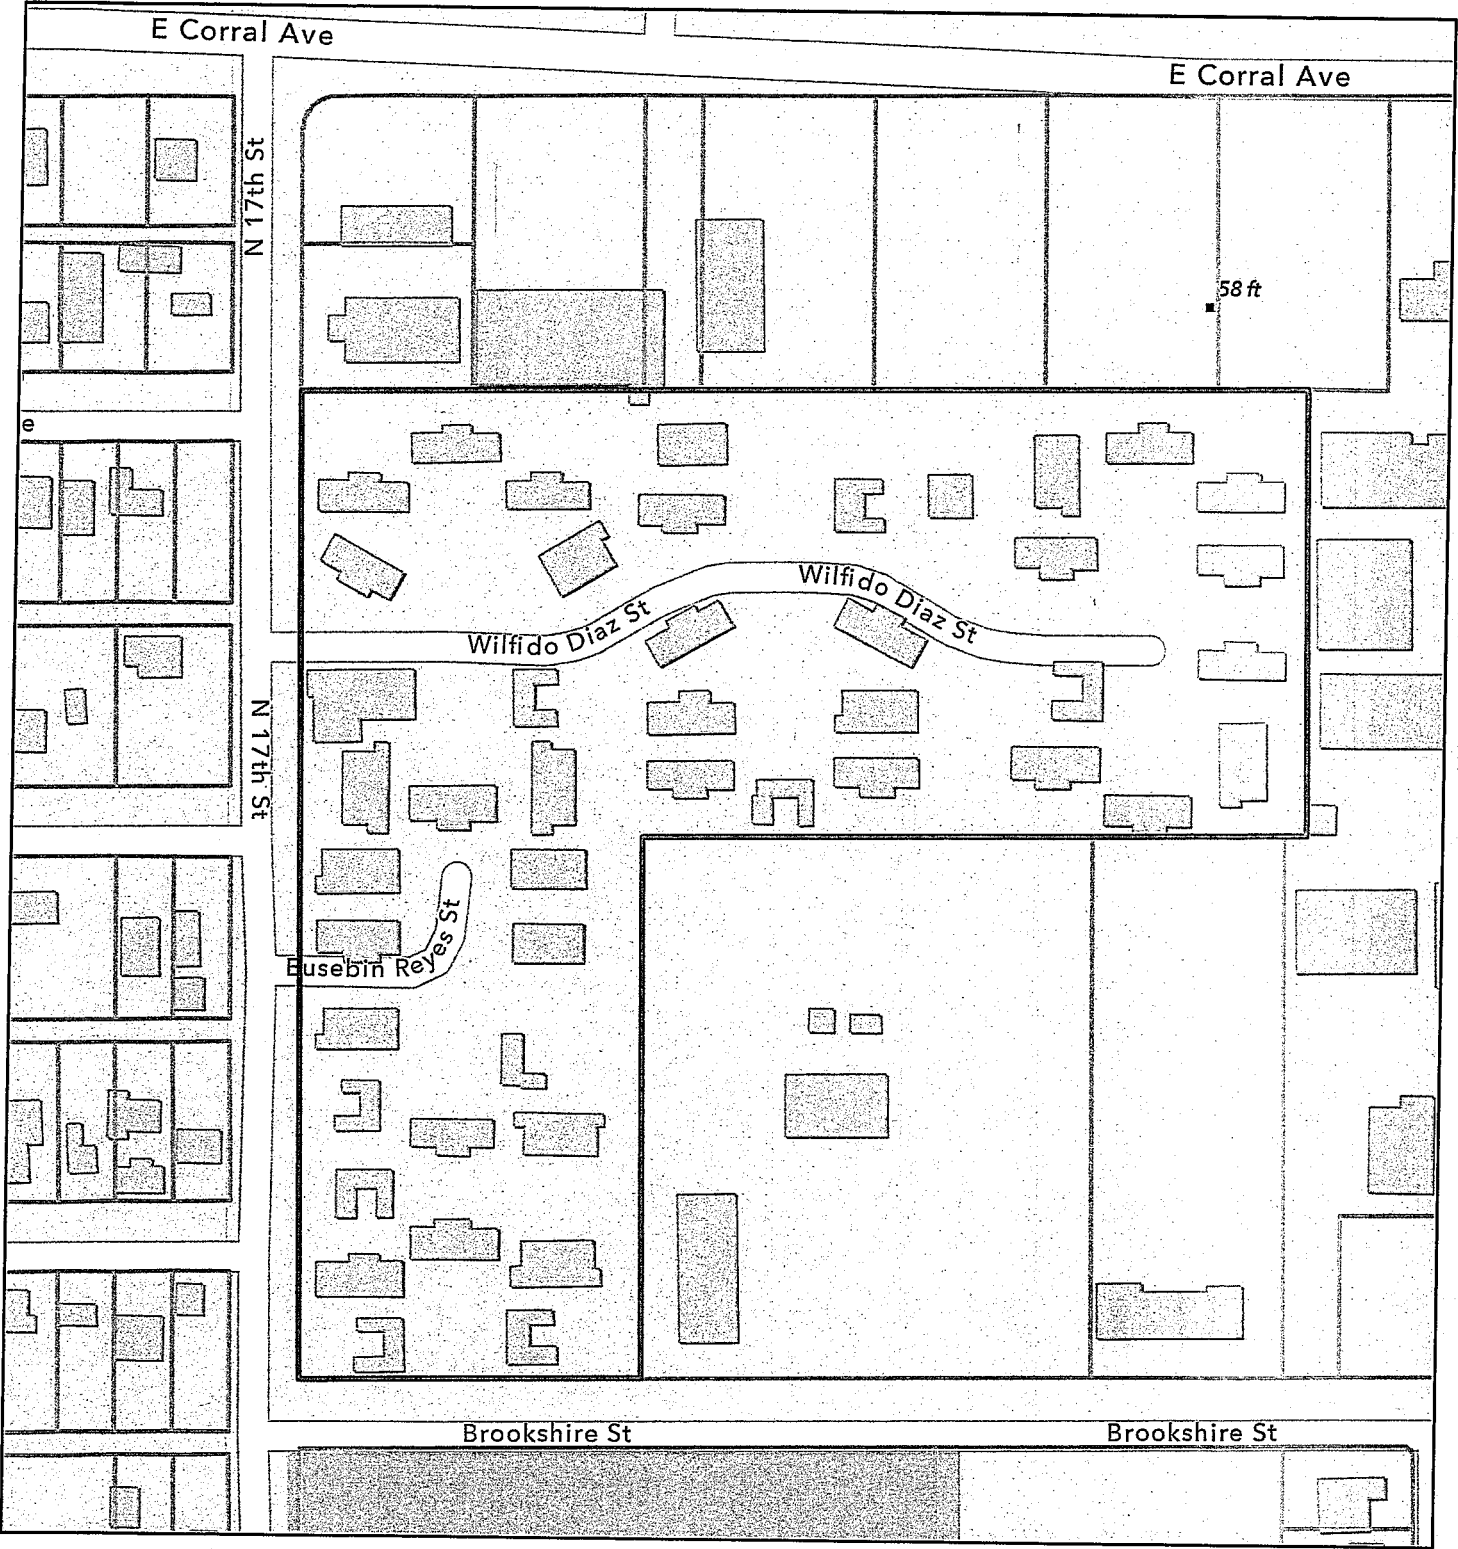 E Corral Ave
E Corral Ave
N 17th St
58 ft
e
Wilfido Diaz St
Wilfido Diaz St
N 17th St
Eusebin Reyes St
Brookshire St
Brookshire St